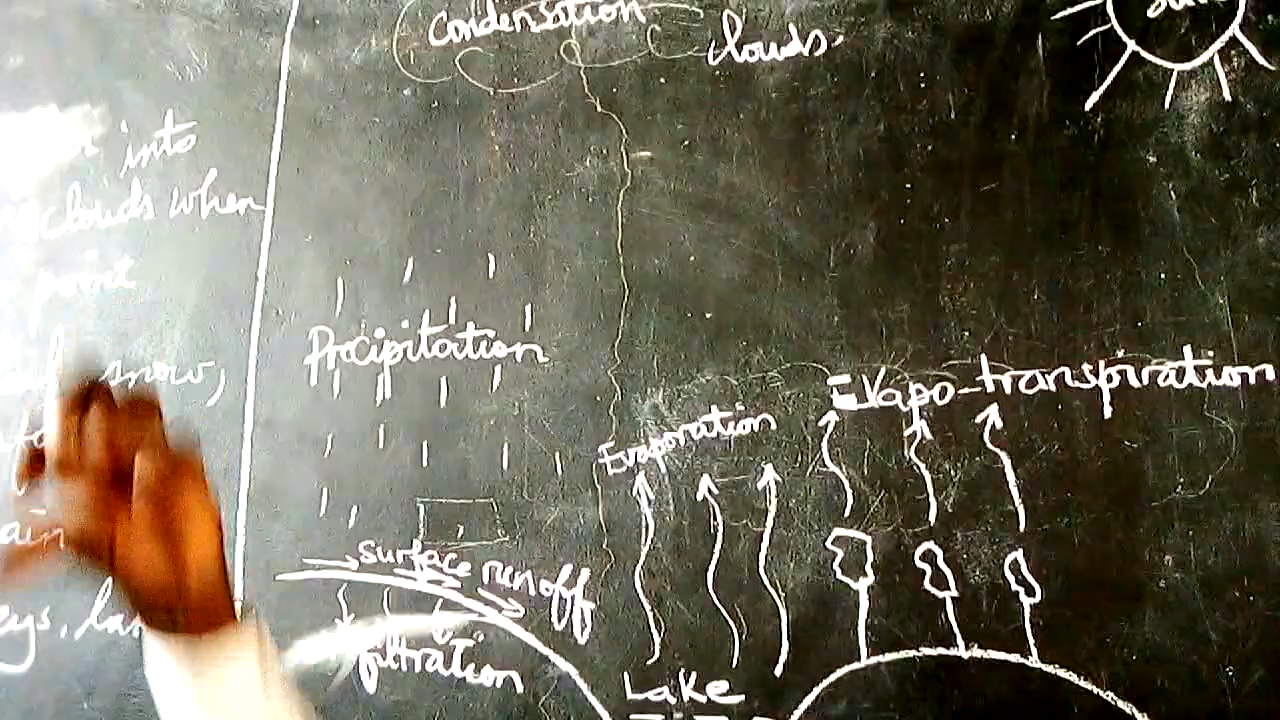 into
clouds when
point
snow,
Condensation
clouds.
Sun
Precipitation
Evapo-transpiration
Evaporation
surface run off
filtration
Lake